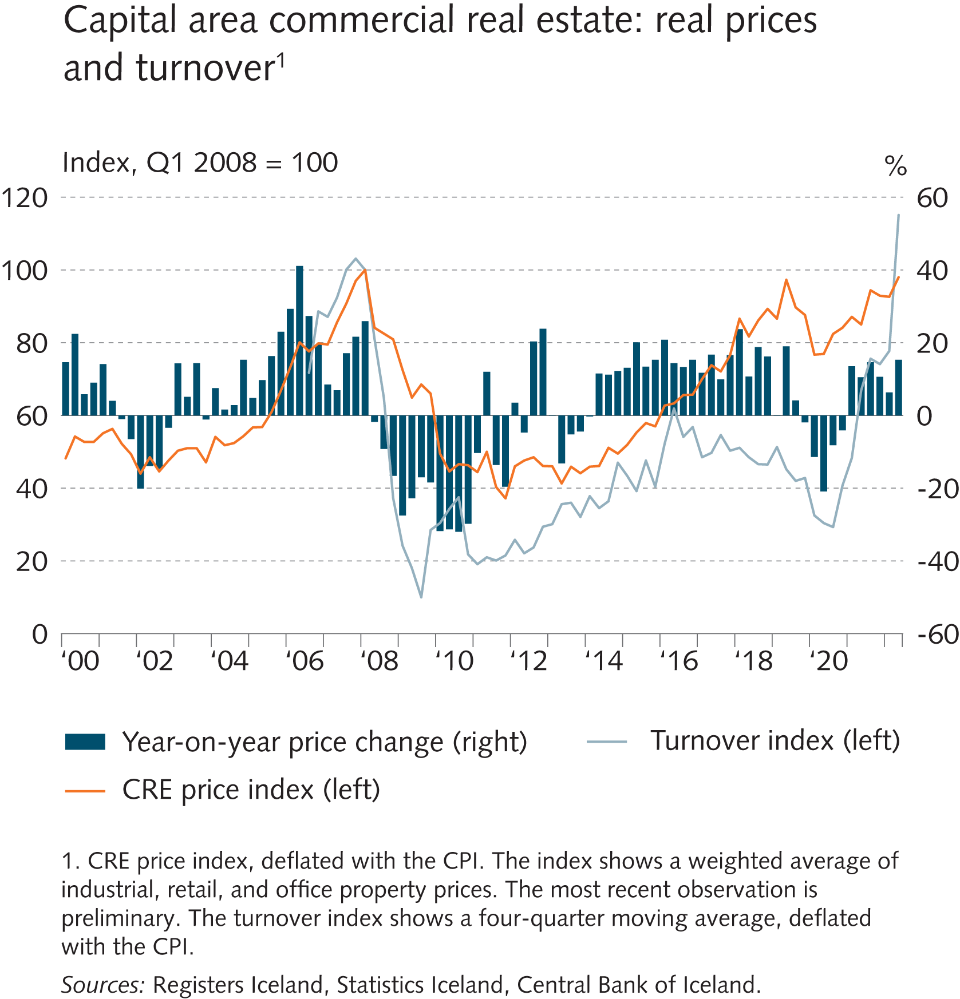 Capital area commercial real estate: real prices
and turnover¹
Index, Q1 2008 = 100
%
120
60
100
40
80
20
60
0
40
-20
20
-40
0
-60
‘00
‘02
‘04
‘06
‘08
‘10
‘12
‘14
‘16
‘18
‘20
Year-on-year price change (right)
Turnover index (left)
CRE price index (left)
1. CRE price index, deflated with the CPI. The index shows a weighted average of
industrial, retail, and office property prices. The most recent observation is
preliminary. The turnover index shows a four-quarter moving average, deflated
with the CPI.
Sources: Registers Iceland, Statistics Iceland, Central Bank of Iceland.